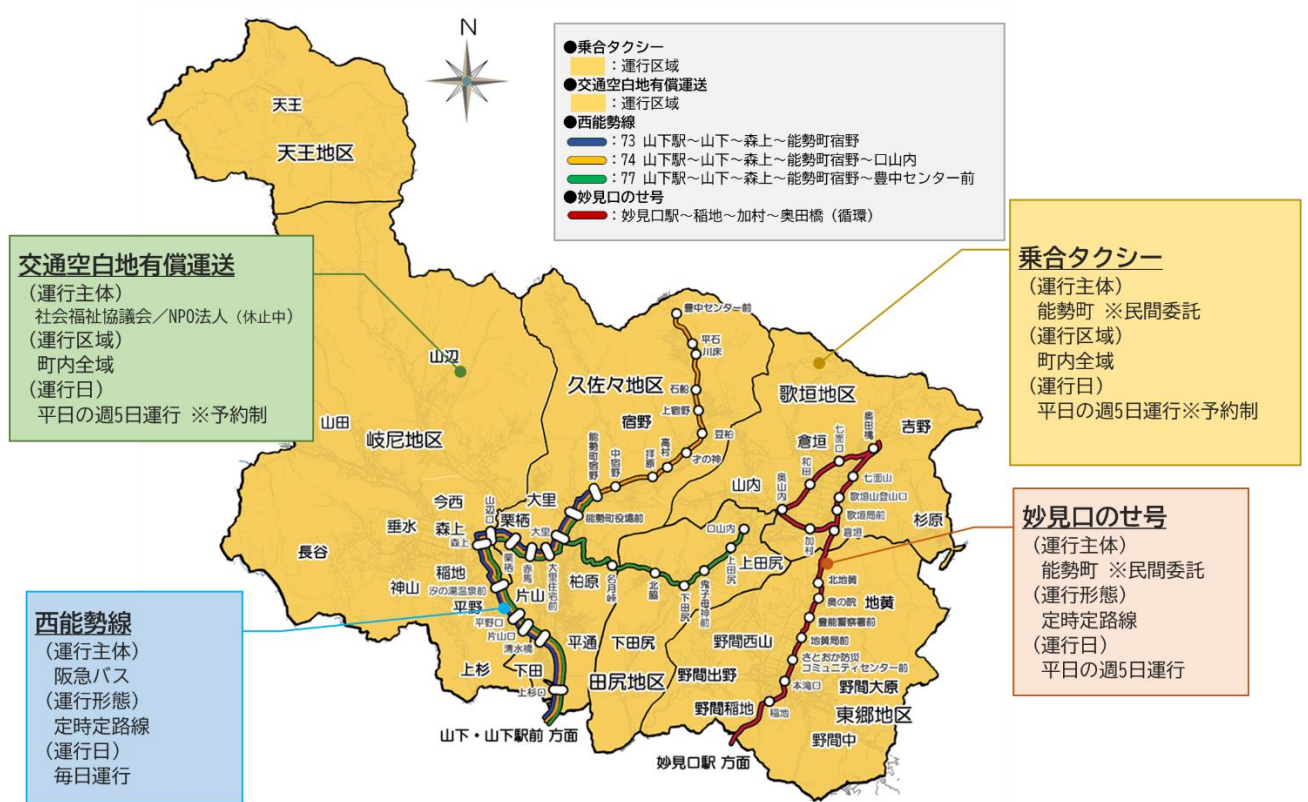 N
●乗合タクシー
：運行区域
●交通空白地有償運送
：運行区域
●西能勢線
：73 山下駅～山下～森上～能勢町宿野
：74 山下駅～山下～森上～能勢町宿野～口山内
：77 山下駅～山下～森上～能勢町宿野～豊中センター前
●妙見口のせ号
：妙見口駅～稲地～加村～奥田橋（循環）
交通空白地有償運送
（運行主体）
社会福祉協議会／NPO法人（休止中）
（運行区域）
町内全域
（運行日）
平日の週5日運行 ※予約制
乗合タクシー
（運行主体）
能勢町 ※民間委託
（運行区域）
町内全域
（運行日）
平日の週5日運行※予約制
妙見口のせ号
（運行主体）
能勢町 ※民間委託
（運行形態）
定時定路線
（運行日）
平日の週5日運行
西能勢線
（運行主体）
阪急バス
（運行形態）
定時定路線
（運行日）
毎日運行
天王
天王地区
山辺
山田
岐尼地区
今西
垂水
森上
長谷
稲地
神山
平野
上杉
下田
栗栖
大里
片山
平通
柏原
久佐々地区
宿野
歌垣地区
倉垣
吉野
山内
杉原
上田尻
下田尻
田尻地区
野間西山
野間出野
野間稲地
地黄
野間大原
東郷地区
野間中
豊中センター前
平石
川床
石船
上宿野
豆柏
才の神
高村
拝原
中宿野
能勢町宿野
能勢町役場前
大里
大里住宅前
赤馬
栗栖
山辺口
森上
汐の湯温泉前
平野口
片山口
清水橋
上杉口
山下・山下駅前 方面
名月峠
北脇
下田尻
鬼子母神前
上田尻
口山内
奥田橋
七面口
和田
奥山内
加村
七面山
歌垣山登山口
歌垣局前
倉垣
北地黄
奥の院
豊能警察署前
地黄局前
さとおか防災
コミュニティセンター前
本滝口
稲地
妙見口駅 方面